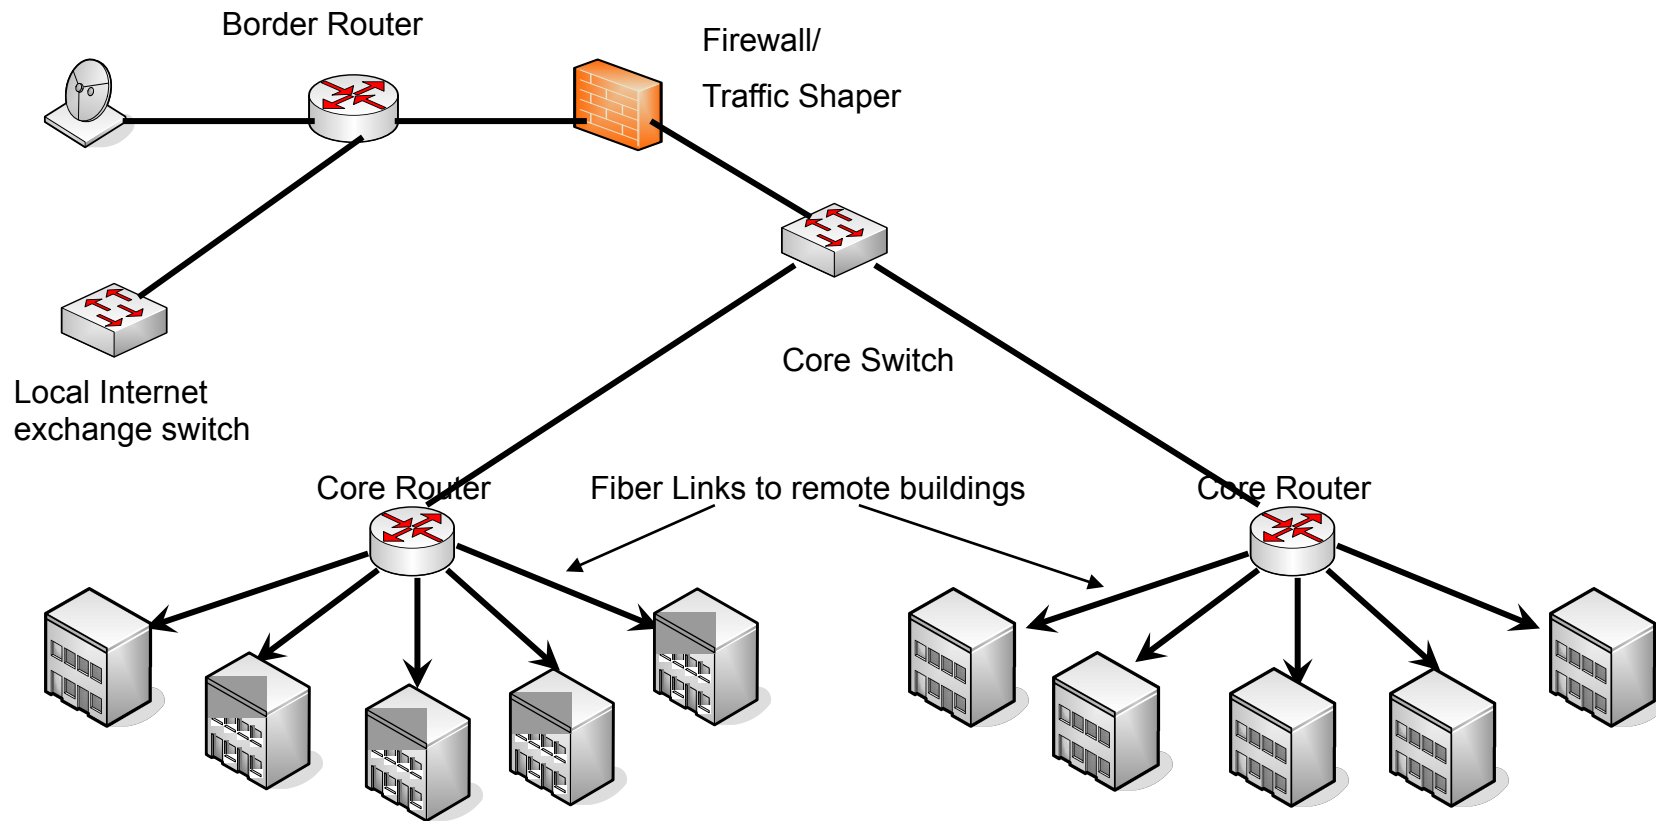 Border Router
Firewall/
Traffic Shaper
Core Switch
Local Internet
exchange switch
Core Router
Fiber Links to remote buildings
Core Router